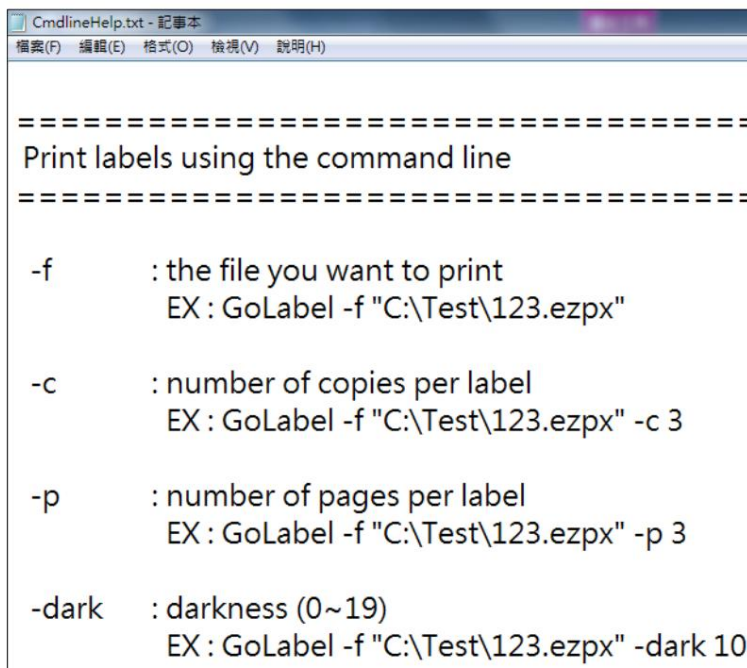 CmdlineHelp.txt - 記事本
檔案(F) 編輯(E) 格式(O) 檢視(V) 說明(H)
===================================
Print labels using the command line
===================================
-f : the file you want to print
EX : GoLabel -f "C:\Test\123.ezpx"
-c : number of copies per label
EX : GoLabel -f "C:\Test\123.ezpx" -c 3
-p : number of pages per label
EX : GoLabel -f "C:\Test\123.ezpx" -p 3
-dark : darkness (0~19)
EX : GoLabel -f "C:\Test\123.ezpx" -dark 10